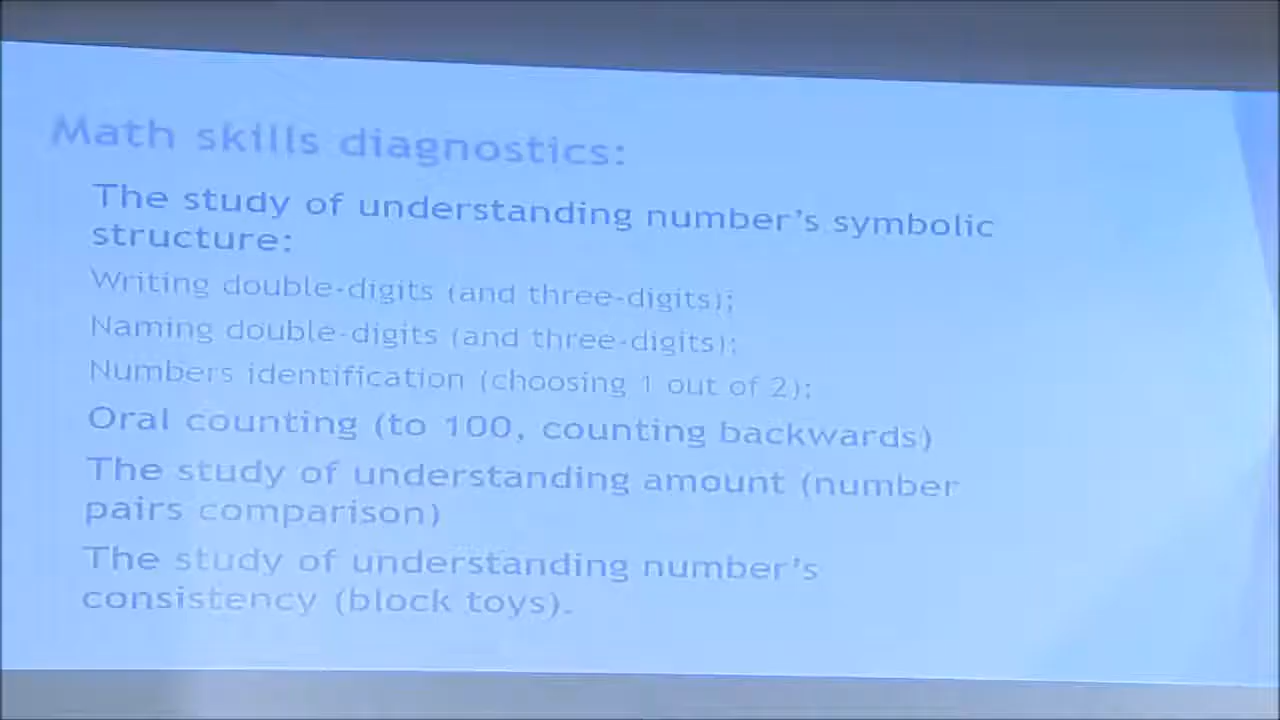 Math skills diagnostics:
The study of understanding number's symbolic
structure:
Writing double-digits (and three-digits);
Naming double-digits (and three-digits);
Numbers identification (choosing 1 out of 2);
Oral counting (to 100, counting backwards)
The study of understanding amount (number
pairs comparison)
The study of understanding number's
consistency (block toys).